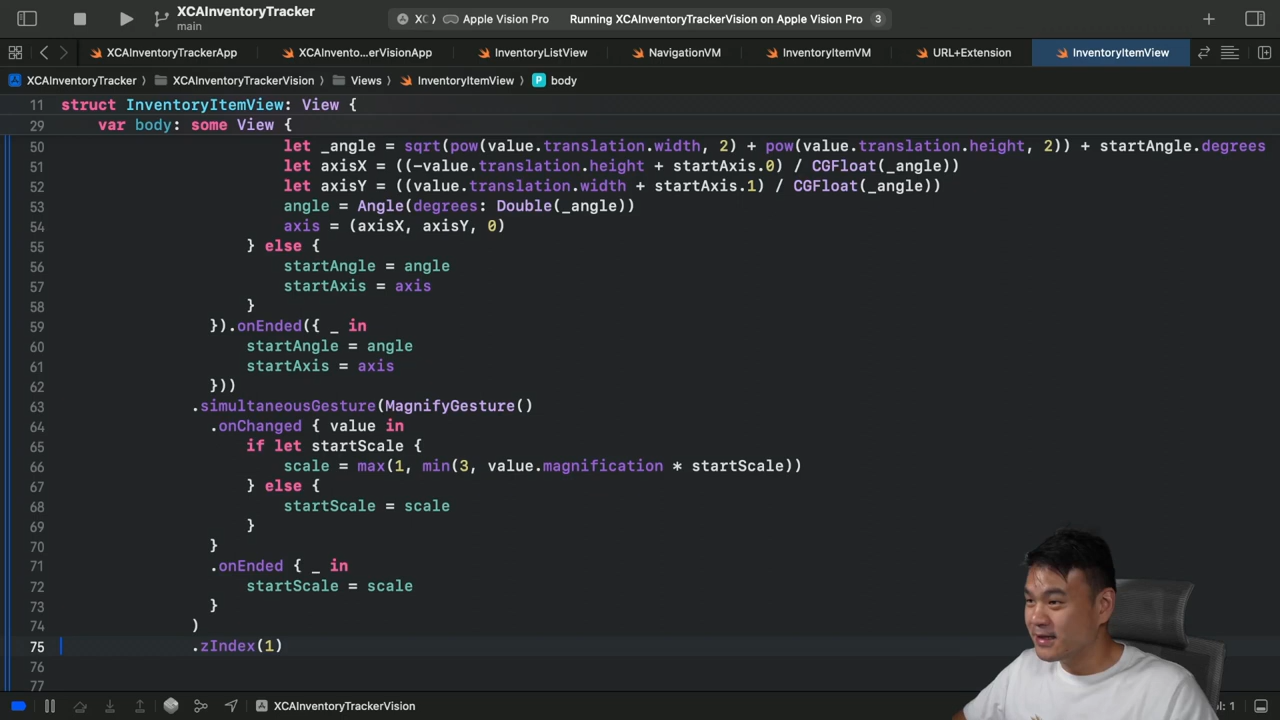 XCAInventoryTracker
main
XC ⟩ Apple Vision Pro Running XCAInventoryTrackerVision on Apple Vision Pro 3
XCAInventoryTrackerApp XCAInvento...erVisionApp InventoryListView NavigationVM InventoryItemVM URL+Extension InventoryItemView
XCAInventoryTracker ⟩ XCAInventoryTrackerVision ⟩ Views ⟩ InventoryItemView ⟩ P body
11 struct InventoryItemView: View {
29 var body: some View {
50 let _angle = sqrt(pow(value.translation.width, 2) + pow(value.translation.height, 2)) + startAngle.degrees
51 let axisX = ((-value.translation.height + startAxis.0) / CGFloat(_angle))
52 let axisY = ((value.translation.width + startAxis.1) / CGFloat(_angle))
53 angle = Angle(degrees: Double(_angle))
54 axis = (axisX, axisY, 0)
55 } else {
56 startAngle = angle
57 startAxis = axis
58 }
59 }).onEnded({ _ in
60 startAngle = angle
61 startAxis = axis
62 }))
63 .simultaneousGesture(MagnifyGesture()
64 .onChanged { value in
65 if let startScale {
66 scale = max(1, min(3, value.magnification * startScale))
67 } else {
68 startScale = scale
69 }
70 }
71 .onEnded { _ in
72 startScale = scale
73 }
74 )
75 .zIndex(1)
76
77
XCAInventoryTrackerVision
ol: 1